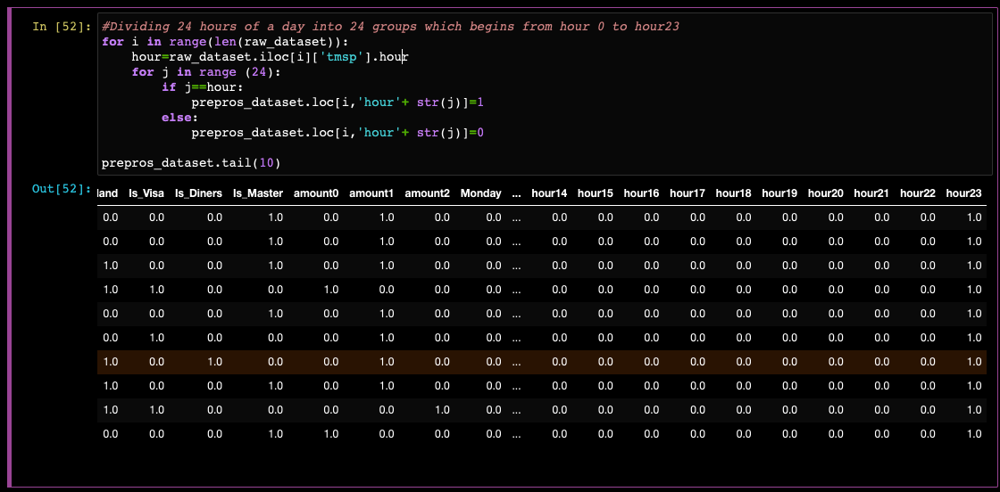 In [52]: #Dividing 24 hours of a day into 24 groups which begins from hour 0 to hour23
for i in range(len(raw_dataset)):
    hour=raw_dataset.iloc[i]['tmsp'].hour
    for j in range (24):
        if j==hour:
            prepros_dataset.loc[i,'hour'+ str(j)]=1
        else:
            prepros_dataset.loc[i,'hour'+ str(j)]=0
prepros_dataset.tail(10)
Out[52]: Is_Visa Is_Diners Is_Master amount0 amount1 amount2 Monday ... hour14 hour15 hour16 hour17 hour18 hour19 hour20 hour21 hour22 hour23
0.0 0.0 0.0 1.0 0.0 1.0 0.0 0.0 ... 0.0 0.0 0.0 0.0 0.0 0.0 0.0 0.0 0.0 1.0
0.0 0.0 0.0 1.0 0.0 1.0 0.0 0.0 ... 0.0 0.0 0.0 0.0 0.0 0.0 0.0 0.0 0.0 1.0
1.0 0.0 0.0 1.0 0.0 1.0 0.0 0.0 ... 0.0 0.0 0.0 0.0 0.0 0.0 0.0 0.0 0.0 1.0
1.0 1.0 0.0 0.0 1.0 0.0 0.0 0.0 ... 0.0 0.0 0.0 0.0 0.0 0.0 0.0 0.0 0.0 1.0
0.0 0.0 0.0 1.0 0.0 1.0 0.0 0.0 ... 0.0 0.0 0.0 0.0 0.0 0.0 0.0 0.0 0.0 1.0
0.0 1.0 0.0 0.0 0.0 1.0 0.0 0.0 ... 0.0 0.0 0.0 0.0 0.0 0.0 0.0 0.0 0.0 1.0
1.0 0.0 1.0 0.0 0.0 1.0 0.0 0.0 ... 0.0 0.0 0.0 0.0 0.0 0.0 0.0 0.0 0.0 1.0
1.0 0.0 0.0 1.0 0.0 1.0 0.0 0.0 ... 0.0 0.0 0.0 0.0 0.0 0.0 0.0 0.0 0.0 1.0
1.0 1.0 0.0 0.0 0.0 0.0 1.0 0.0 ... 0.0 0.0 0.0 0.0 0.0 0.0 0.0 0.0 0.0 1.0
0.0 0.0 0.0 1.0 1.0 0.0 0.0 0.0 ... 0.0 0.0 0.0 0.0 0.0 0.0 0.0 0.0 0.0 1.0